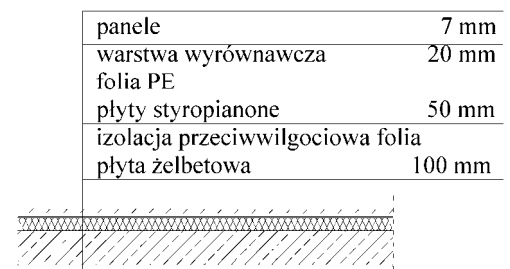 panele 7 mm
warstwa wyrównawcza 20 mm
folia PE
płyty styropianone 50 mm
izolacja przeciwwilgociowa folia
płyta żelbetowa 100 mm